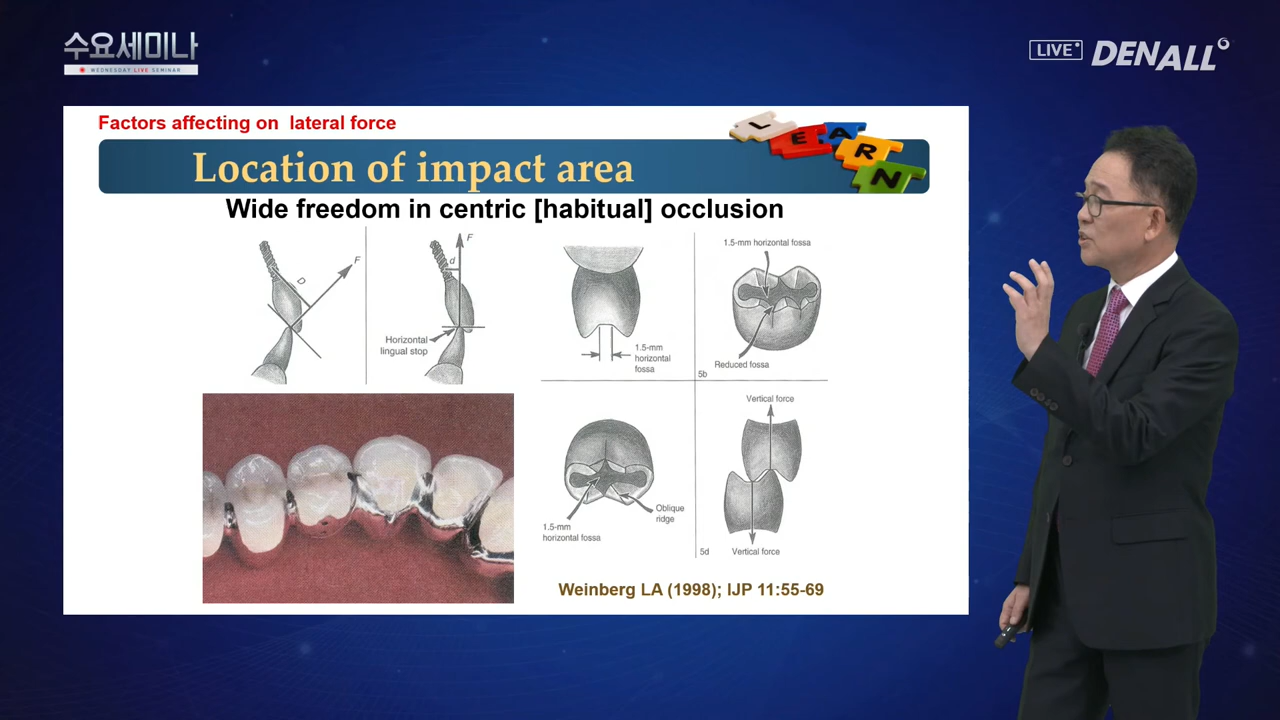 수요세미나
WEDNESDAY LIVE SEMINAR
LIVE
DENALL
Factors affecting on lateral force
LEARN
Location of impact area
Wide freedom in centric [habitual] occlusion
F
D
F
d
Horizontal
lingual stop
1.5-mm
horizontal
fossa
1.5-mm horizontal fossa
Reduced fossa
5b
1.5-mm
horizontal fossa
Oblique
ridge
Vertical force
5d
Vertical force
Weinberg LA (1998); IJP 11:55-69